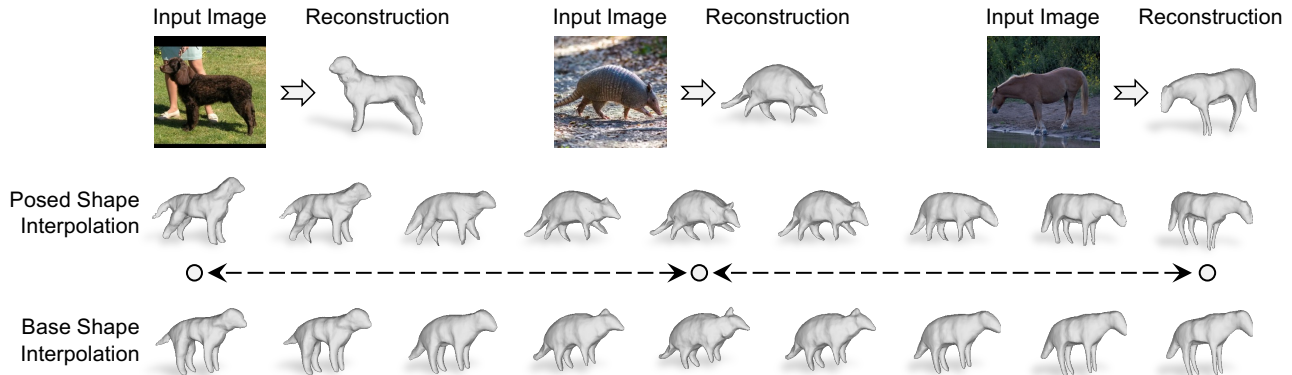 Input Image
Reconstruction
Input Image
Reconstruction
Input Image
Reconstruction
Posed Shape
Interpolation
Base Shape
Interpolation